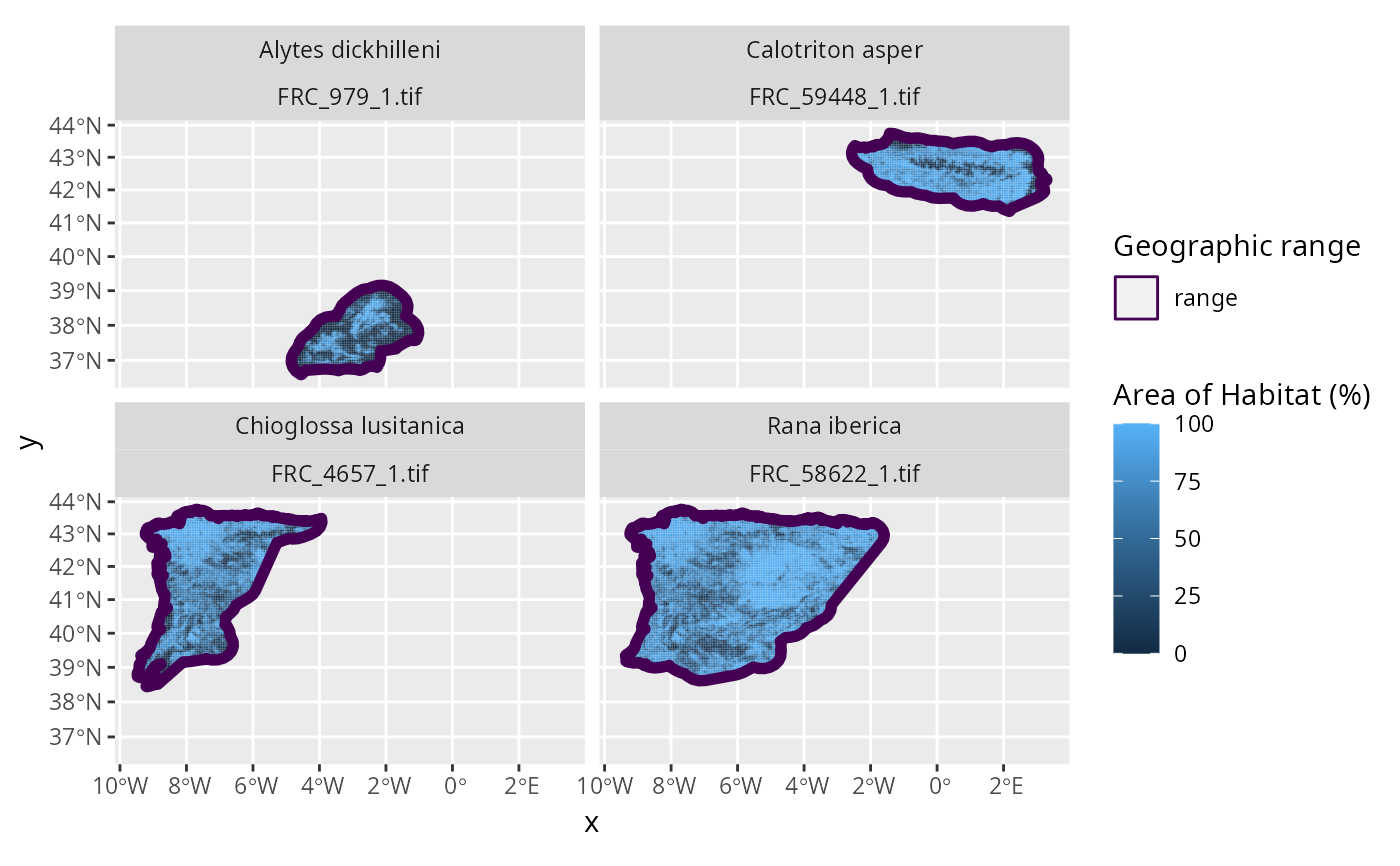 Alytes dickhilleni
FRC_979_1.tif
Calotriton asper
FRC_59448_1.tif
44°N
43°N
42°N
41°N
40°N
39°N
38°N
37°N
Chioglossa lusitanica
FRC_4657_1.tif
Rana iberica
FRC_58622_1.tif
44°N
43°N
42°N
41°N
40°N
39°N
38°N
37°N
10°W 8°W 6°W 4°W 2°W 0° 2°E
10°W 8°W 6°W 4°W 2°W 0° 2°E
x
y
Geographic range
range
Area of Habitat (%)
100
75
50
25
0